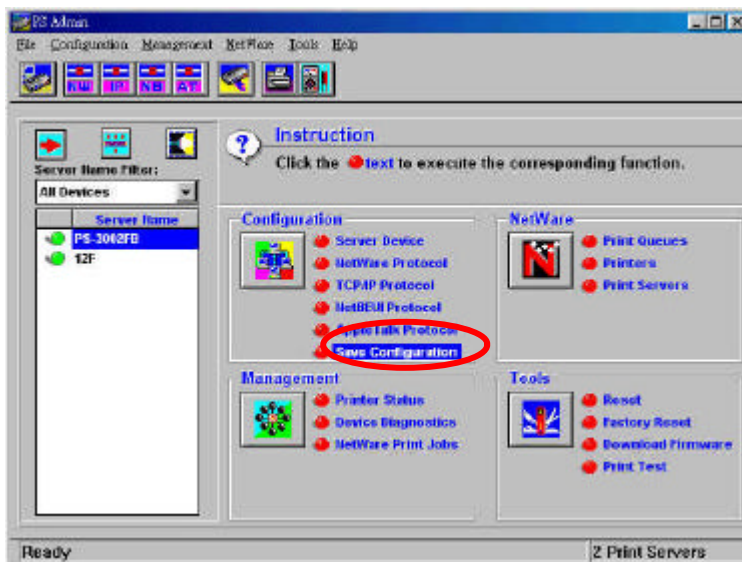 PS Admin
File Configuration Management NetWare Tools Help
NW IP NB AT
Server Name Filter:
All Devices
Server Name
PS-3002FB
12F
Instruction
Click the text to execute the corresponding function.
Configuration
Server Device
NetWare Protocol
TCP/IP Protocol
NetBEUI Protocol
AppleTalk Protocol
Save Configuration
NetWare
Print Queues
Printers
Print Servers
Management
Printer Status
Device Diagnostics
NetWare Print Jobs
Tools
Reset
Factory Reset
Download Firmware
Print Test
Ready
2 Print Servers